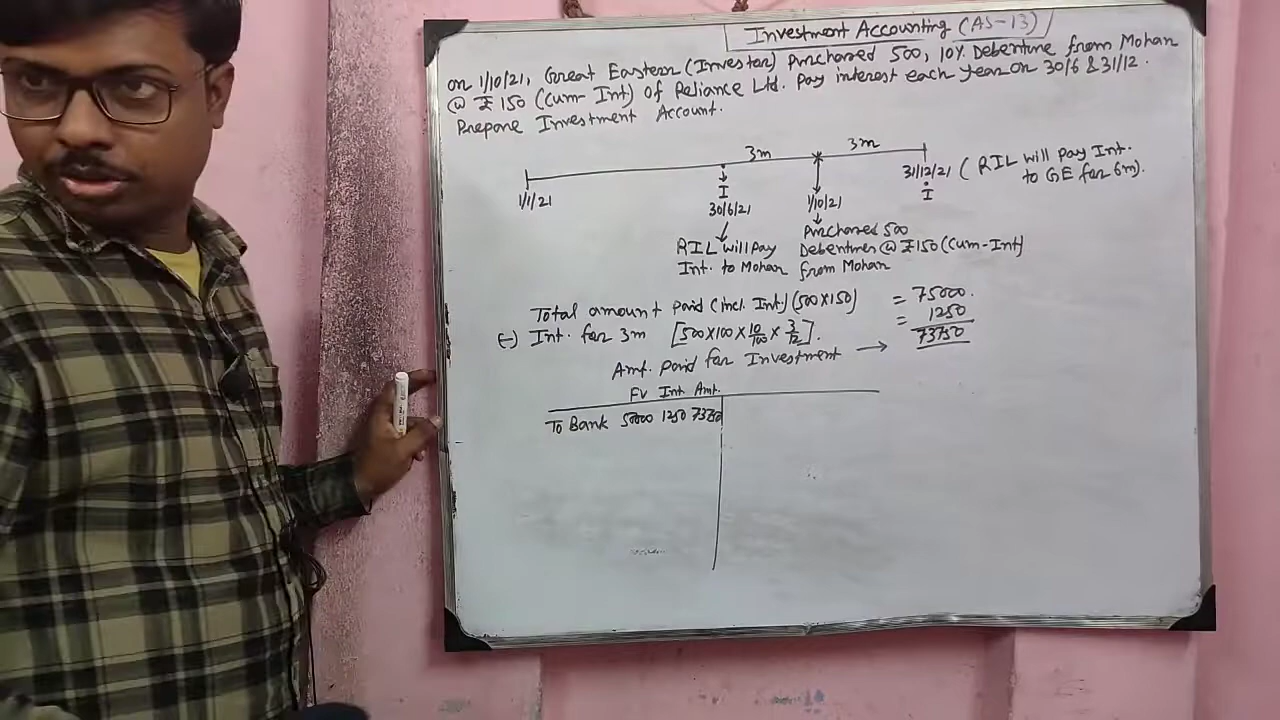 Investment Accounting (AS-13)
on 1/10/21, Great Eastern (Investor) Purchased 500, 10% Debenture from Mohan
@ ₹150 (Cum-Int) of Reliance Ltd. Pay interest each year on 30/6 & 31/12.
Prepare Investment Account.
3m 3m
1/1/21 I 30/6/21 1/10/21 31/12/21 I
(RIL will pay Int. to GE for 6m).
RIL will pay
Int. to Mohan
Purchased 500
Debentures @ ₹150 (Cum-Int)
from Mohan
Total amount paid (incl. Int) (500×150) = 75000.
(-) Int. for 3m [500×100×10/100×3/12]. = 1250
Amt. paid for Investment → 73750
FV Int Amt.
To Bank 50000 1250 73750